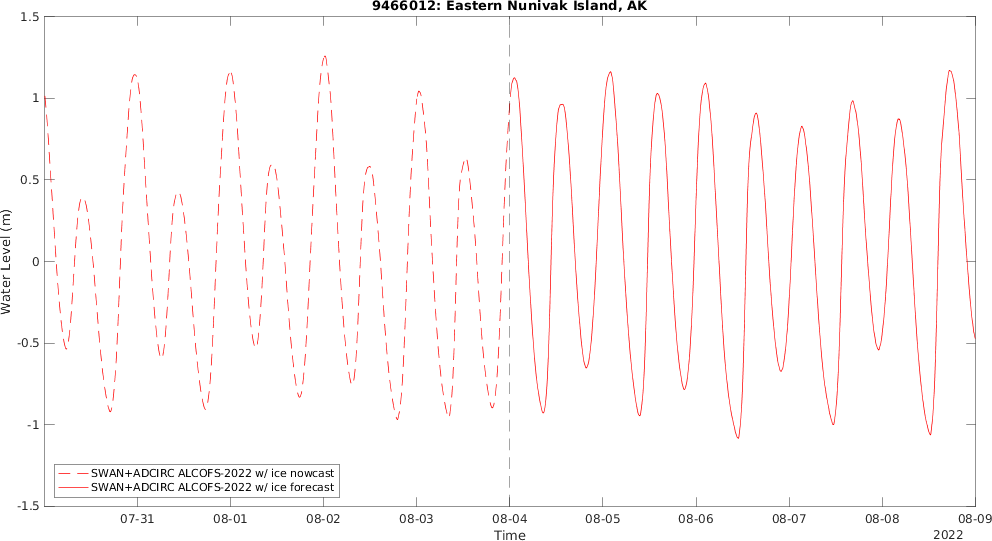 9466012: Eastern Nunivak Island, AK
Water Level (m)
1.5
1
0.5
0
-0.5
-1
-1.5
SWAN+ADCIRC ALCOFS-2022 w/ ice nowcast
SWAN+ADCIRC ALCOFS-2022 w/ ice forecast
07-31 08-01 08-02 08-03 08-04 08-05 08-06 08-07 08-08 08-09
Time
2022